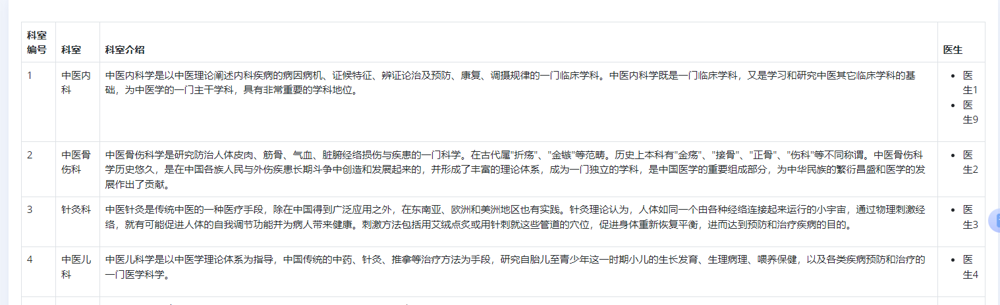 科室编号 科室 科室介绍 医生
1 中医内科 中医内科学是以中医理论阐述内科疾病的病因病机、证候特征、辨证论治及预防、康复、调摄规律的一门临床学科。中医内科学既是一门临床学科，又是学习和研究中医其它临床学科的基
础，为中医学的一门主干学科，具有非常重要的学科地位。
• 医生1
• 医生9
2 中医骨伤科 中医骨伤科学是研究防治人体皮肉、筋骨、气血、脏腑经络损伤与疾患的一门科学。在古代属"折疡"、"金镞"等范畴。历史上本科有"金疡"、"接骨"、"正骨"、"伤科"等不同称谓。中医骨伤科
学历史悠久，是在中国各族人民与外伤疾患长期斗争中创造和发展起来的，并形成了丰富的理论体系，成为一门独立的学科，是中国医学的重要组成部分，为中华民族的繁衍昌盛和医学的发
展作出了贡献。
• 医生2
3 针灸科 中医针灸是传统中医的一种医疗手段，除在中国得到广泛应用之外，在东南亚、欧洲和美洲地区也有实践。针灸理论认为，人体如同一个由各种经络连接起来运行的小宇宙，通过物理刺激经
络，就有可能促进人体的自我调节功能并为病人带来健康。刺激方法包括用艾绒点炙或用针刺就这些管道的穴位，促进身体重新恢复平衡，进而达到预防和治疗疾病的目的。
• 医生3
4 中医儿科 中医儿科学是以中医学理论体系为指导，中国传统的中药、针灸、推拿等治疗方法为手段，研究自胎儿至青少年这一时期小儿的生长发育、生理病理、喂养保健，以及各类疾病预防和治疗的
一门医学科学。
• 医生4